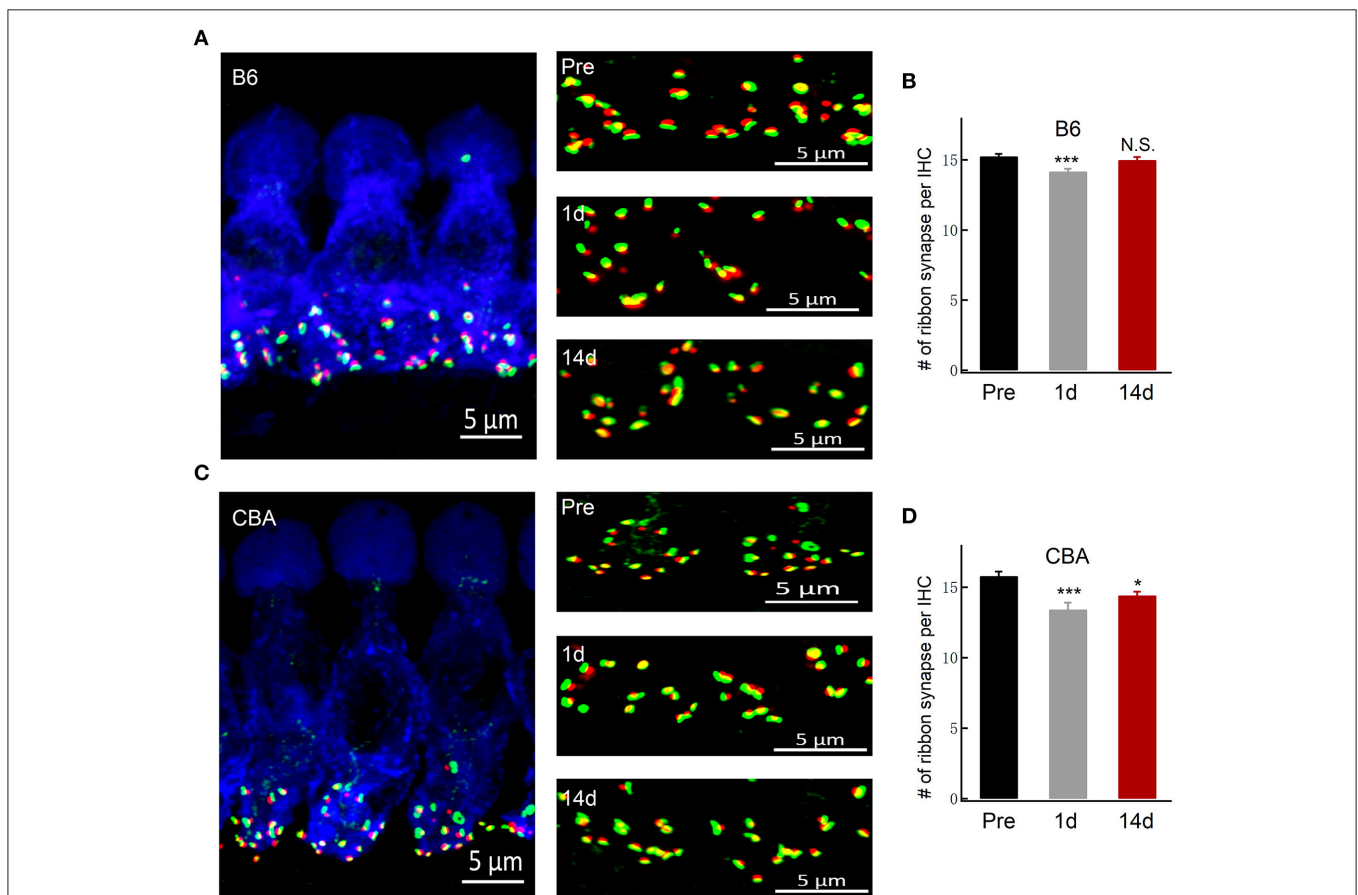 A
B6
5 µm
Pre
5 µm
1d
5 µm
14d
5 µm
B
B6
# of ribbon synapse per IHC
15
10
5
0
***
N.S.
Pre 1d 14d
C
CBA
5 µm
Pre
5 µm
1d
5 µm
14d
5 µm
D
CBA
# of ribbon synapse per IHC
15
10
5
0
***
*
Pre 1d 14d